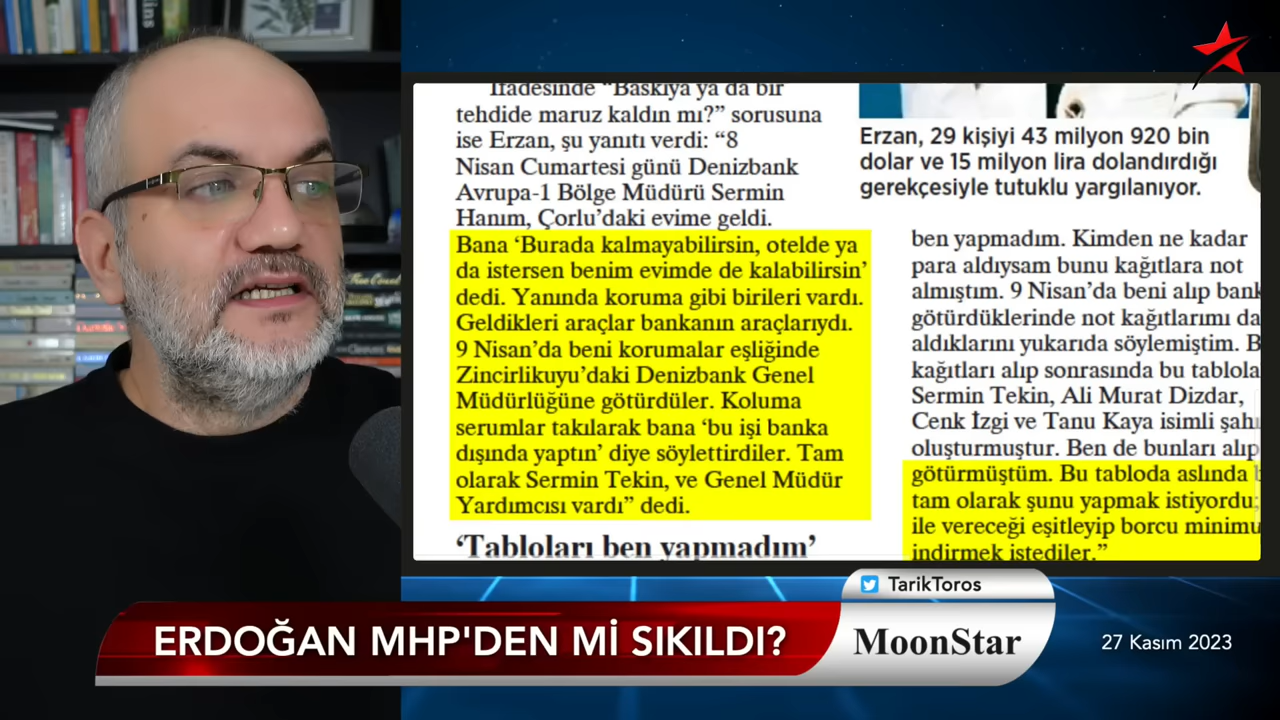 İfadesinde “Baskıya ya da bir
tehdide maruz kaldın mı?” sorusuna
ise Erzan, şu yanıtı verdi: “8
Nisan Cumartesi günü Denizbank
Avrupa-1 Bölge Müdürü Sermin
Hanım, Çorlu’daki evime geldi.
Bana ‘Burada kalmayabilirsin, otelde ya
da istersen benim evimde de kalabilirsin’
dedi. Yanında koruma gibi birileri vardı.
Geldikleri araçlar bankanın araçlarıydı.
9 Nisan’da beni korumalar eşliğinde
Zincirlikuyu’daki Denizbank Genel
Müdürlüğüne götürdüler. Koluma
serumlar takılarak bana ‘bu işi banka
dışında yaptın’ diye söylettirdiler. Tam
olarak Sermin Tekin, ve Genel Müdür
Yardımcısı vardı” dedi.
‘Tabloları ben yapmadım’
Erzan, 29 kişiyi 43 milyon 920 bin
dolar ve 15 milyon lira dolandırdığı
gerekçesiyle tutuklu yargılanıyor.
ben yapmadım. Kimden ne kadar
para aldıysam bunu kağıtlara not
almıştım. 9 Nisan’da beni alıp bank
götürdüklerinde not kağıtlarımı da
aldıklarını yukarıda söylemiştim. B
kağıtları alıp sonrasında bu tablola
Sermin Tekin, Ali Murat Dizdar,
Cenk İzgi ve Tanu Kaya isimli şahı
oluşturmuştur. Ben de bunları alıp
götürmüştüm. Bu tabloda aslında
tam olarak şunu yapmak istiyordu;
ile vereceği eşitleyip borcu minimu
indirmek istediler.”
TarikToros
ERDOĞAN MHP'DEN Mİ SIKILDI?
MoonStar
27 Kasım 2023